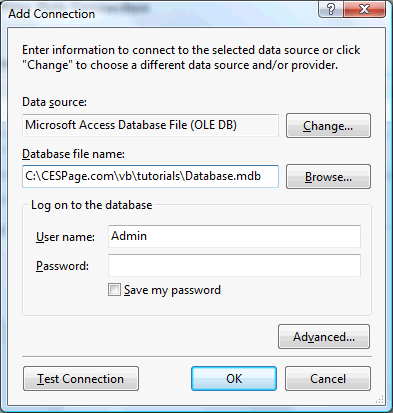 Add Connection
Enter information to connect to the selected data source or click
"Change" to choose a different data source and/or provider.
Data source:
Microsoft Access Database File (OLE DB)
Change...
Database file name:
C:\CESPage.com\vb\tutorials\Database.mdb
Browse...
Log on to the database
User name:
Admin
Password:
Save my password
Advanced...
Test Connection
OK
Cancel